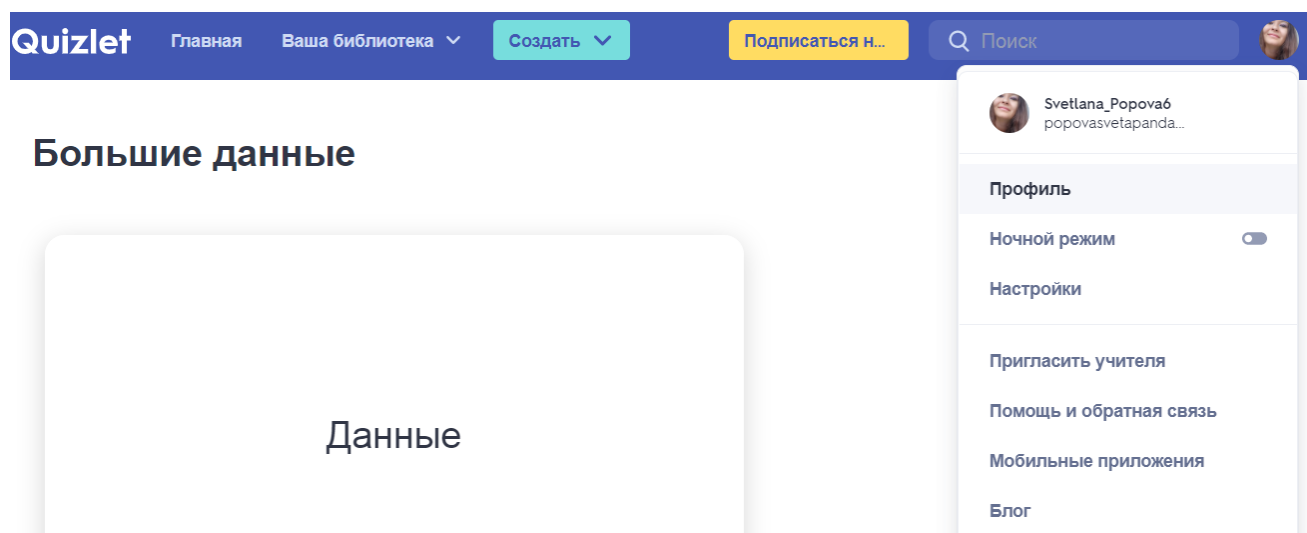 Quizlet Главная Ваша библиотека Создать Подписаться н... Поиск
Svetlana_Popova6
popovasvetapanda...
Большие данные
Профиль
Ночной режим
Настройки
Пригласить учителя
Помощь и обратная связь
Данные
Мобильные приложения
Блог